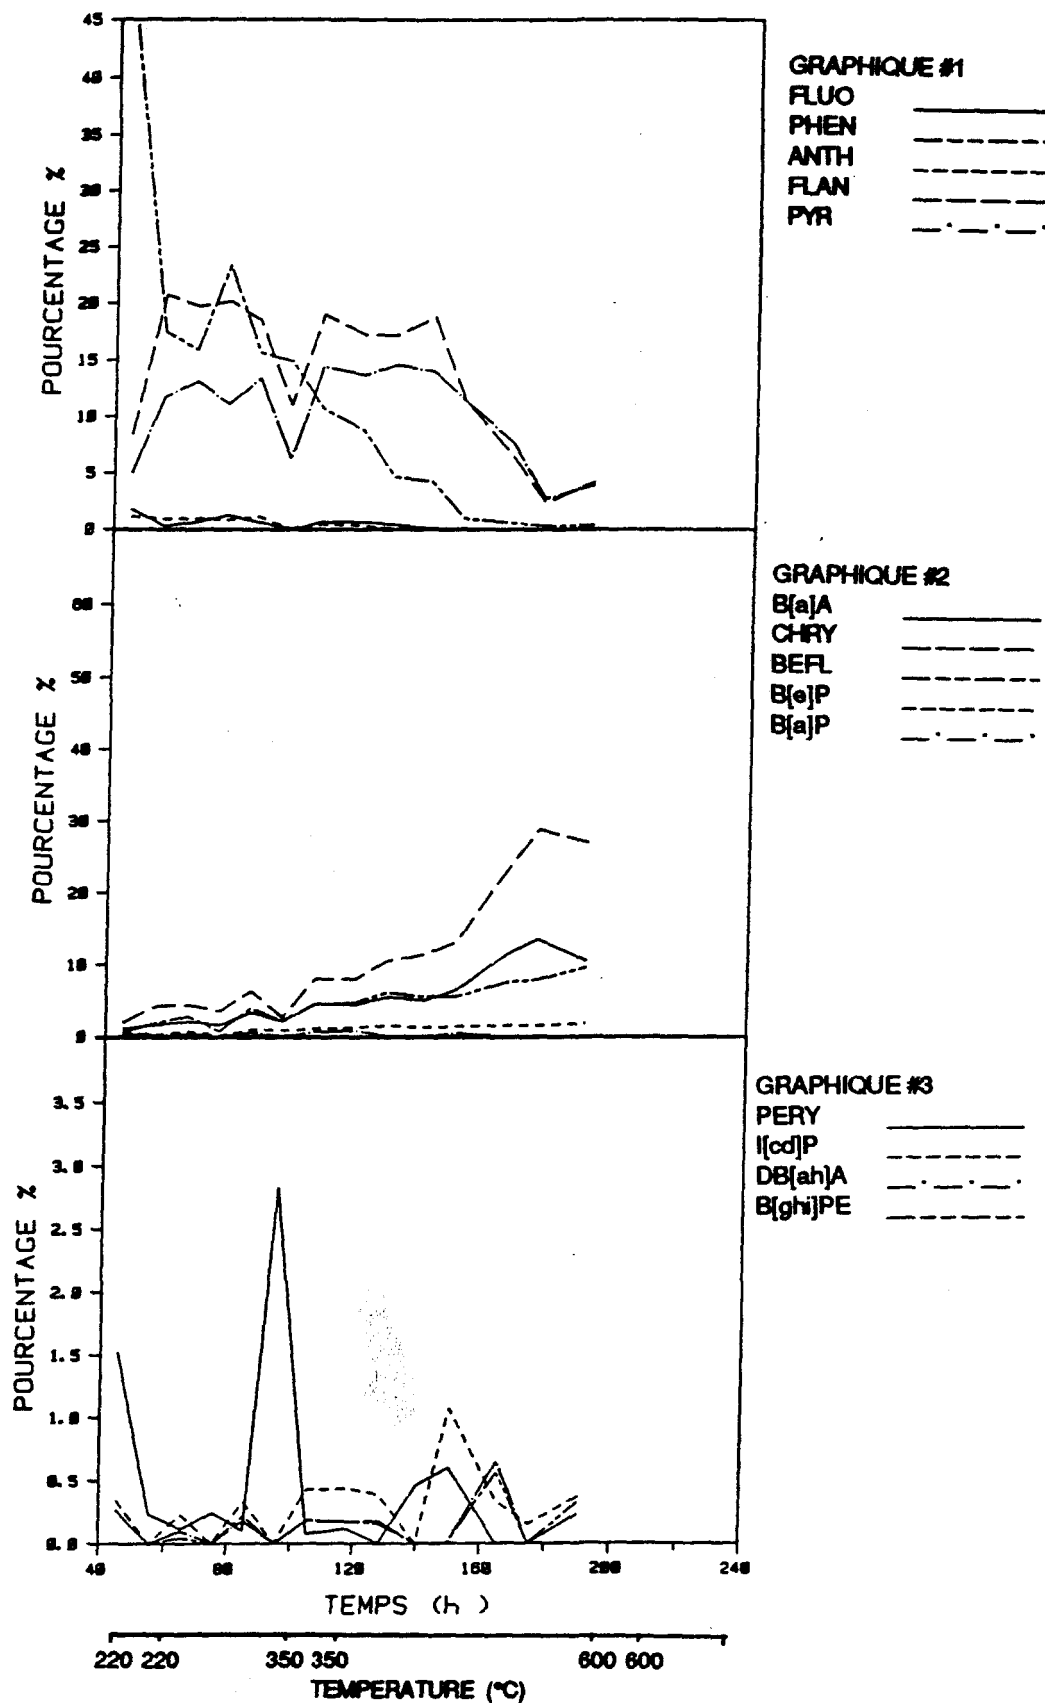 45
40
35
30
25
20
15
10
5
0
POURCENTAGE %
GRAPHIQUE #1
FLUO
PHEN
ANTH
FLAN
PYR
60
50
40
30
20
10
0
POURCENTAGE %
GRAPHIQUE #2
B[a]A
CHRY
BEFL
B[e]P
B[a]P
3.5
3.0
2.5
2.0
1.5
1.0
0.5
0.0
POURCENTAGE %
GRAPHIQUE #3
PERY
I[cd]P
DB[ah]A
B[ghi]PE
40 80 120 160 200 240
TEMPS (h )
220 220 350 350 600 600
TEMPERATURE (°C)